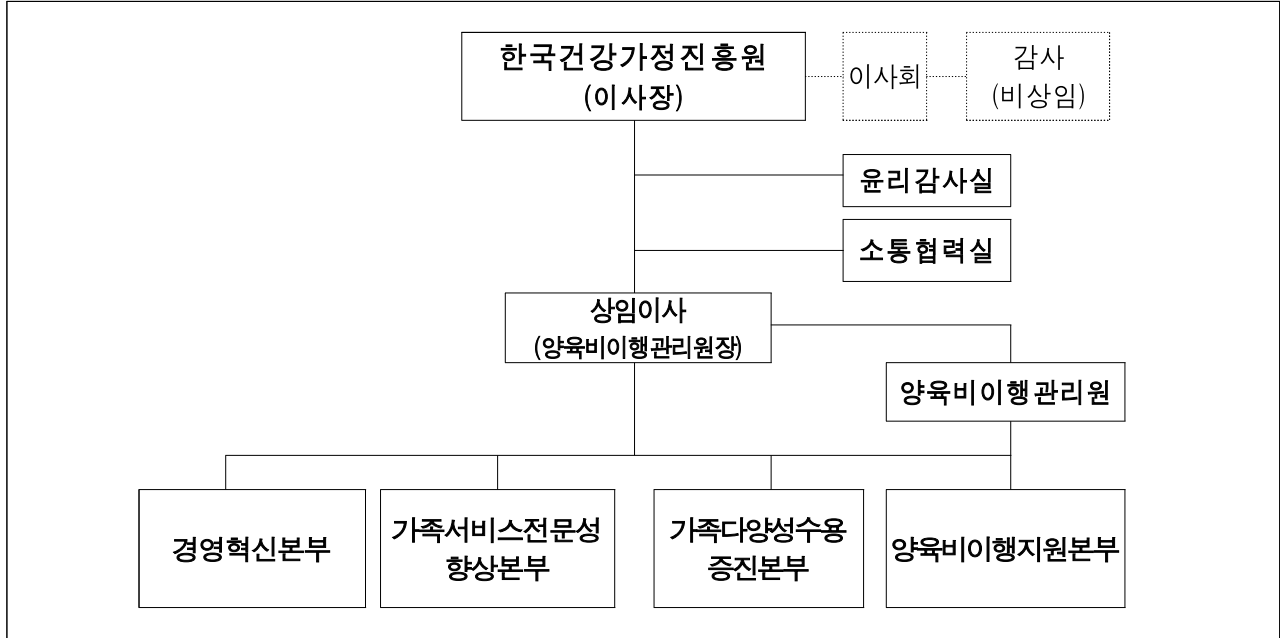 한국건강가정진흥원
(이사장)
이사회
감사
(비상임)
윤리감사실
소통협력실
상임이사
(양육비이행관리원장)
양육비이행관리원
경영혁신본부
가족서비스전문성
향상본부
가족다양성수용
증진본부
양육비이행지원본부